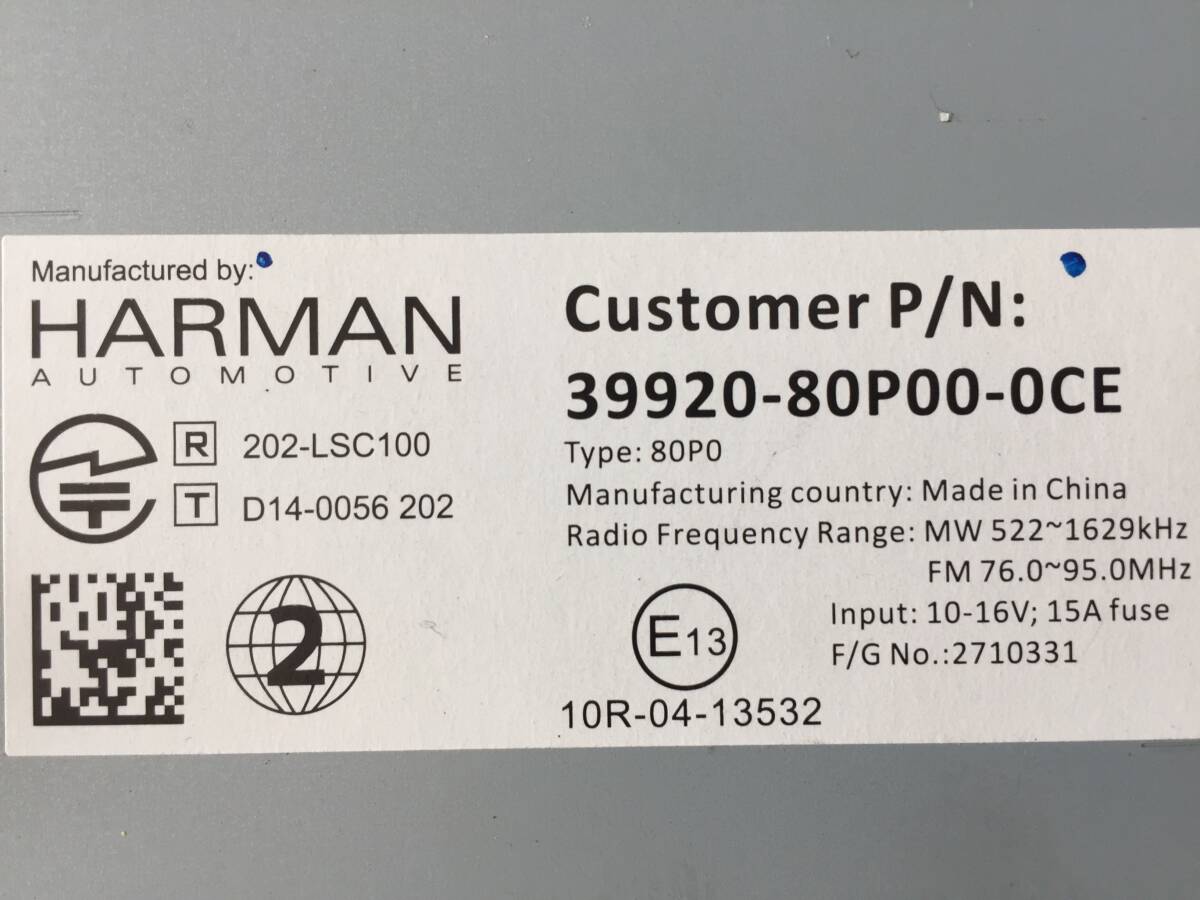 Manufactured by:
HARMAN
AUTOMOTIVE
R 202-LSC100
T D14-0056 202
2
Customer P/N:
39920-80P00-0CE
Type: 80P0
Manufacturing country: Made in China
Radio Frequency Range: MW 522~1629kHz
FM 76.0~95.0MHz
Input: 10-16V; 15A fuse
F/G No.:2710331
E13
10R-04-13532